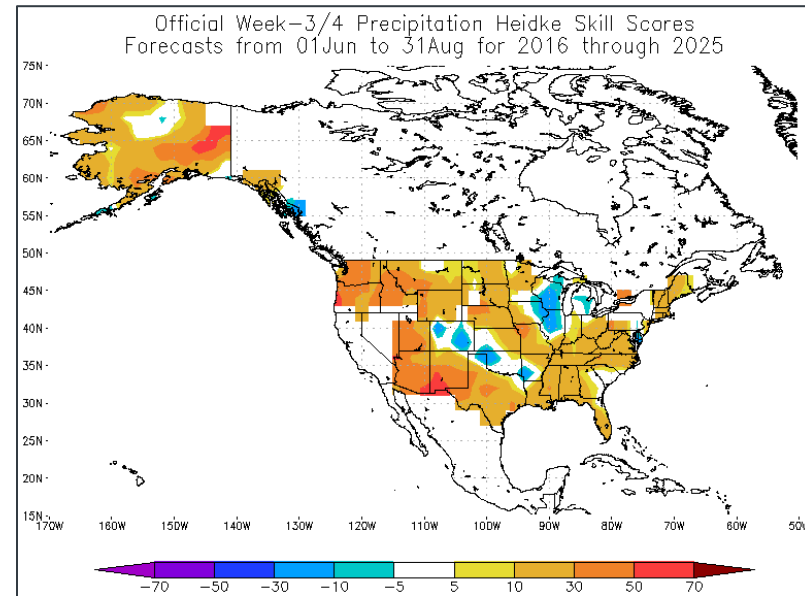 Official Week-3/4 Precipitation Heidke Skill Scores
Forecasts from 01Jun to 31Aug for 2016 through 2025
75N
70N
65N
60N
55N
50N
45N
40N
35N
30N
25N
20N
15N
170W 160W 150W 140W 130W 120W 110W 100W 90W 80W 70W 60W 50W
-70 -50 -30 -10 -5 5 10 30 50 70